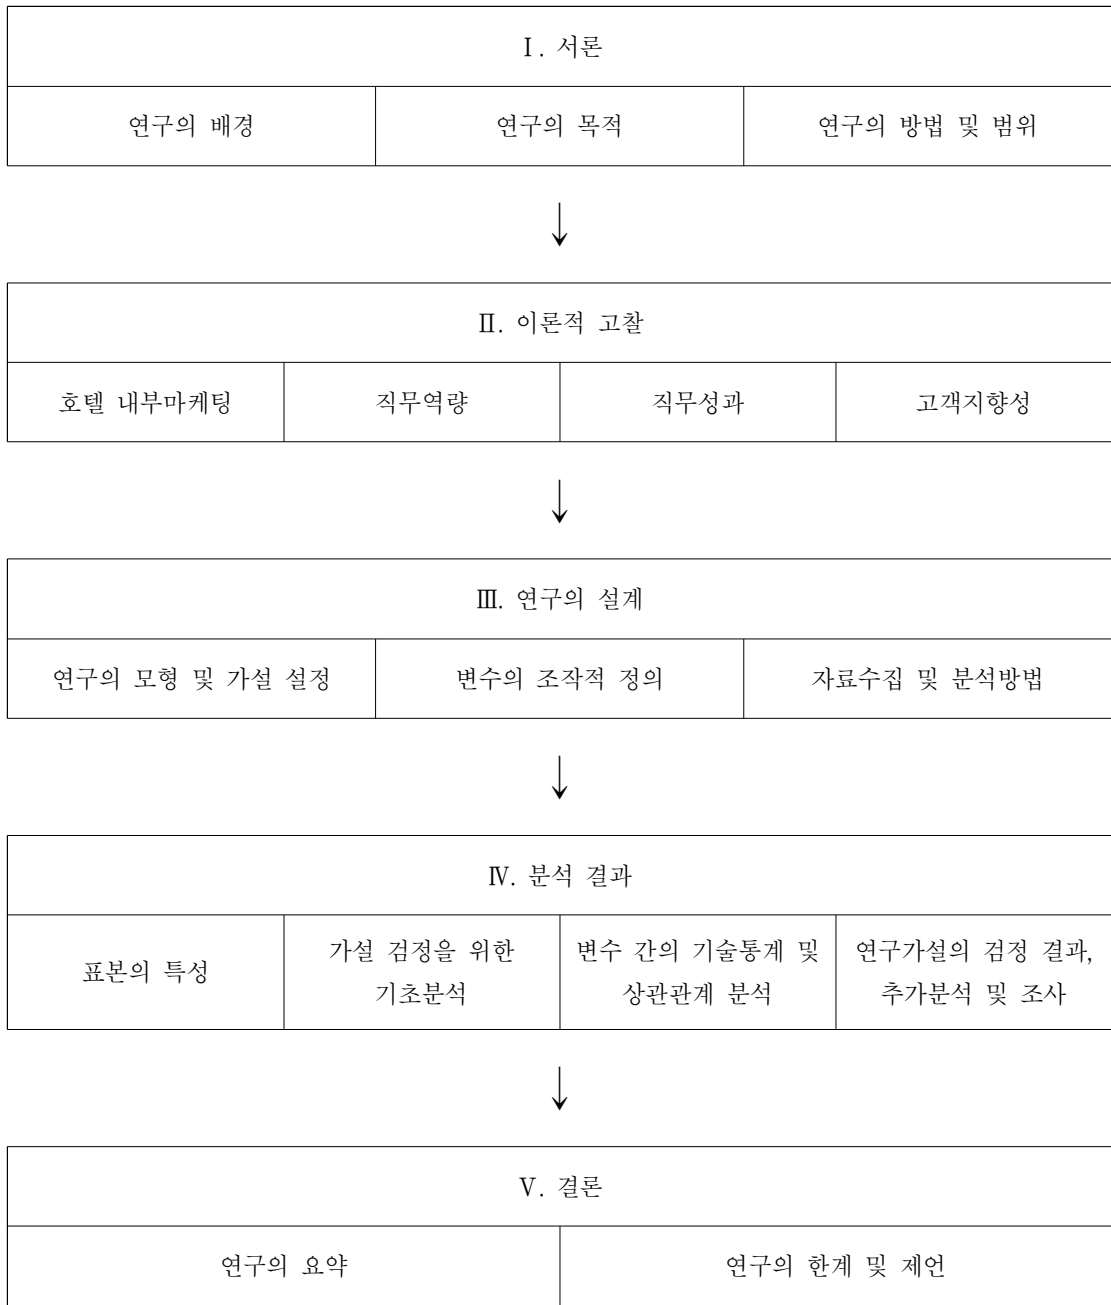 Ⅰ. 서론
연구의 배경
연구의 목적
연구의 방법 및 범위
Ⅱ. 이론적 고찰
호텔 내부마케팅
직무역량
직무성과
고객지향성
Ⅲ. 연구의 설계
연구의 모형 및 가설 설정
변수의 조작적 정의
자료수집 및 분석방법
Ⅳ. 분석 결과
표본의 특성
가설 검정을 위한
기초분석
변수 간의 기술통계 및
상관관계 분석
연구가설의 검정 결과,
추가분석 및 조사
Ⅴ. 결론
연구의 요약
연구의 한계 및 제언